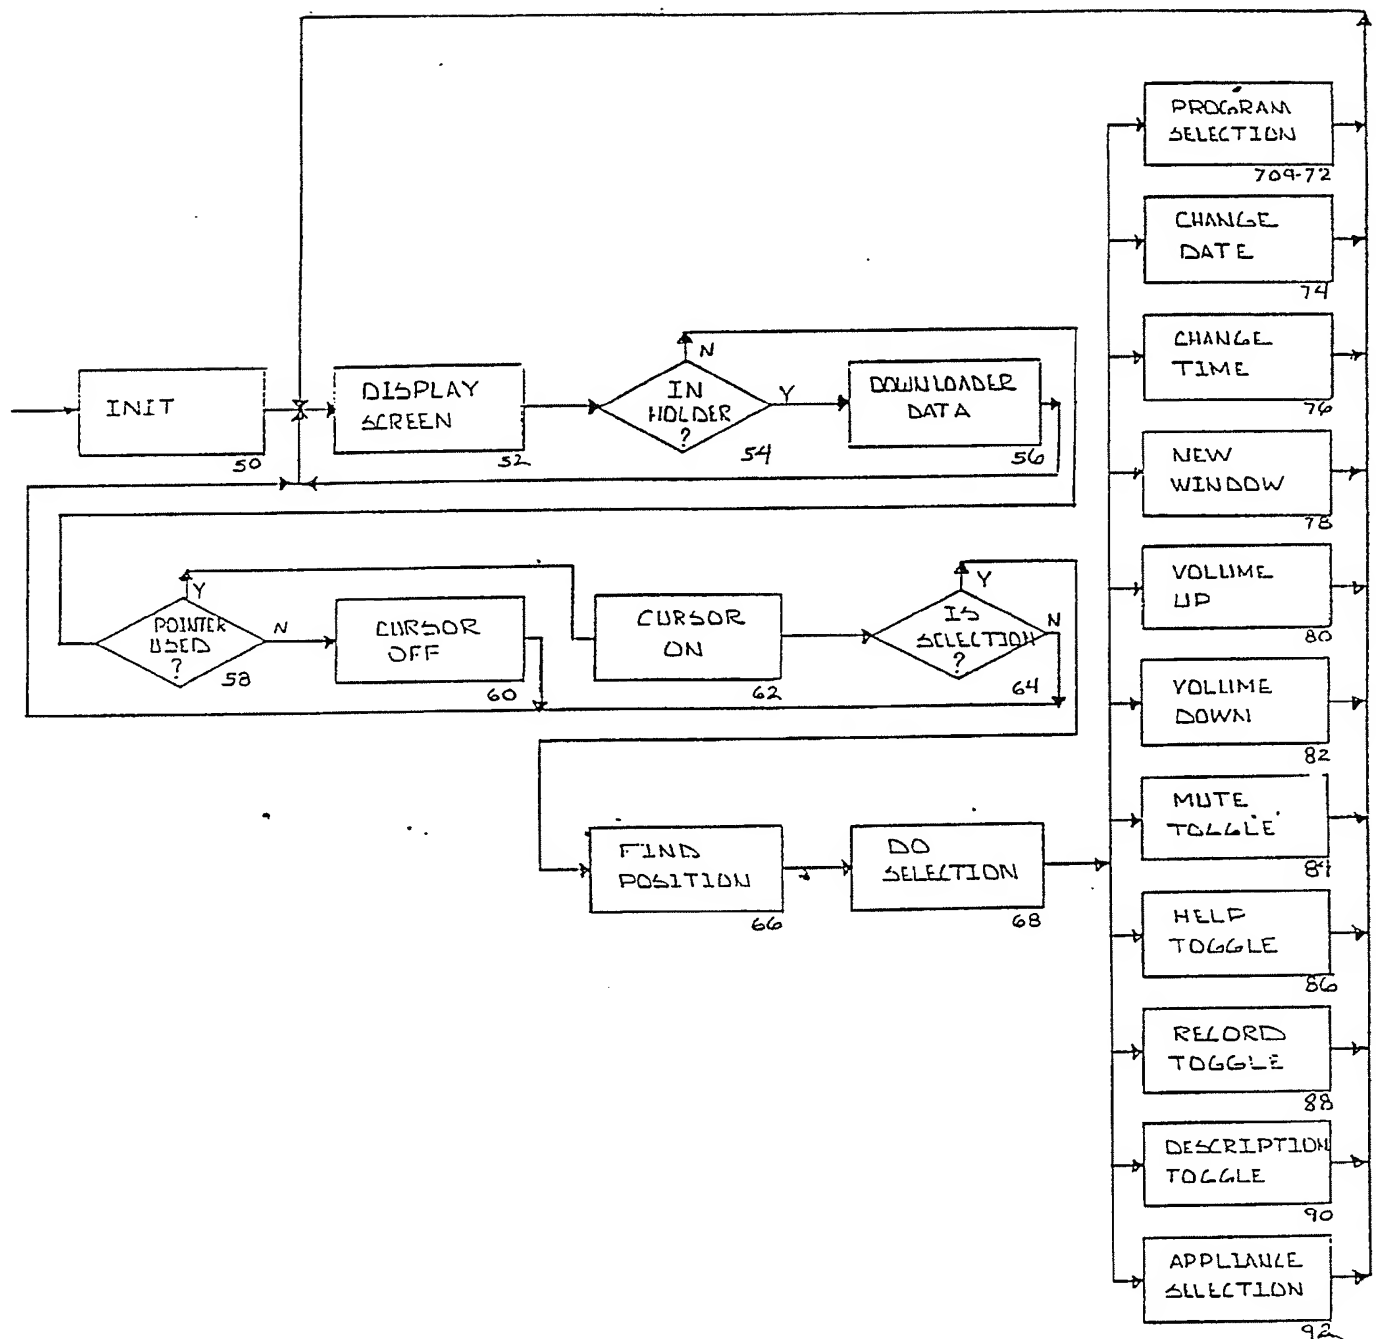 INIT
50
DISPLAY
SCREEN
52
IN
HOLDER
?
54
Y
N
DOWNLOADER
DATA
56
POINTER
USED
?
58
Y
N
CURSOR
OFF
60
CURSOR
ON
62
IS
SELECTION
?
64
Y
N
FIND
POSITION
66
DO
SELECTION
68
PROGRAM
SELECTION
709-72
CHANGE
DATE
74
CHANGE
TIME
76
NEW
WINDOW
78
VOLUME
UP
80
VOLUME
DOWN
82
MUTE
TOGGLE
84
HELP
TOGGLE
86
RECORD
TOGGLE
88
DESCRIPTION
TOGGLE
90
APPLIANCE
SELECTION
92